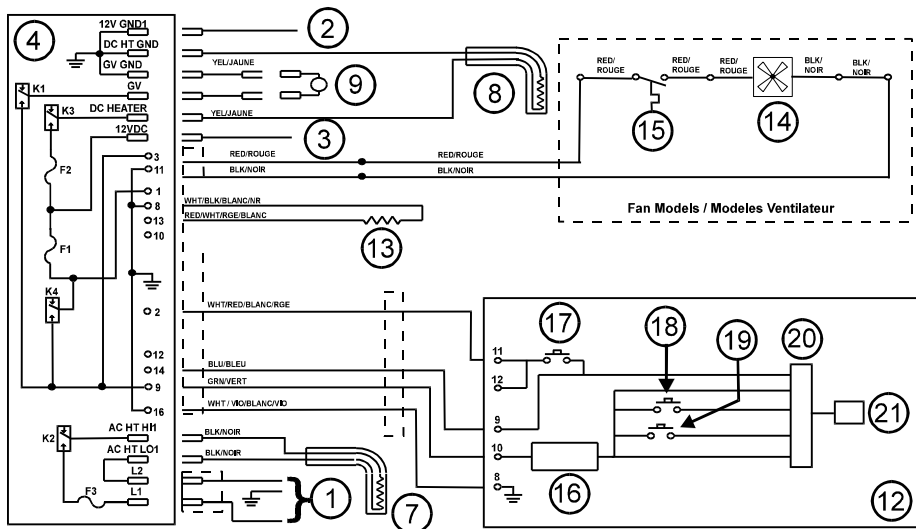 4
12V GND1
DC HT GND
GV GND
GV
K1
K3
DC HEATER
12VDC
F2
F1
K4
3
11
1
8
13
10
2
12
14
9
16
K2
AC HT HI1
AC HT LO1
L2
L1
F3
2
YEL/JAUNE
9
8
YEL/JAUNE
3
RED/ROUGE
RED/ROUGE
BLK/NOIR
BLK/NOIR
WHT/BLK/BLANC/NR
RED/WHT/RGE/BLANC
13
WHT/RED/BLANC/RGE
BLU/BLEU
GRN/VERT
WHT / VIO/BLANC/VIO
BLK/NOIR
BLK/NOIR
1
7
RED/
ROUGE
RED/
ROUGE
RED/
ROUGE
BLK/
NOIR
BLK/
NOIR
15
14
Fan Models / Modeles Ventilateur
17
18
19
20
21
11
12
9
10
8
16
12